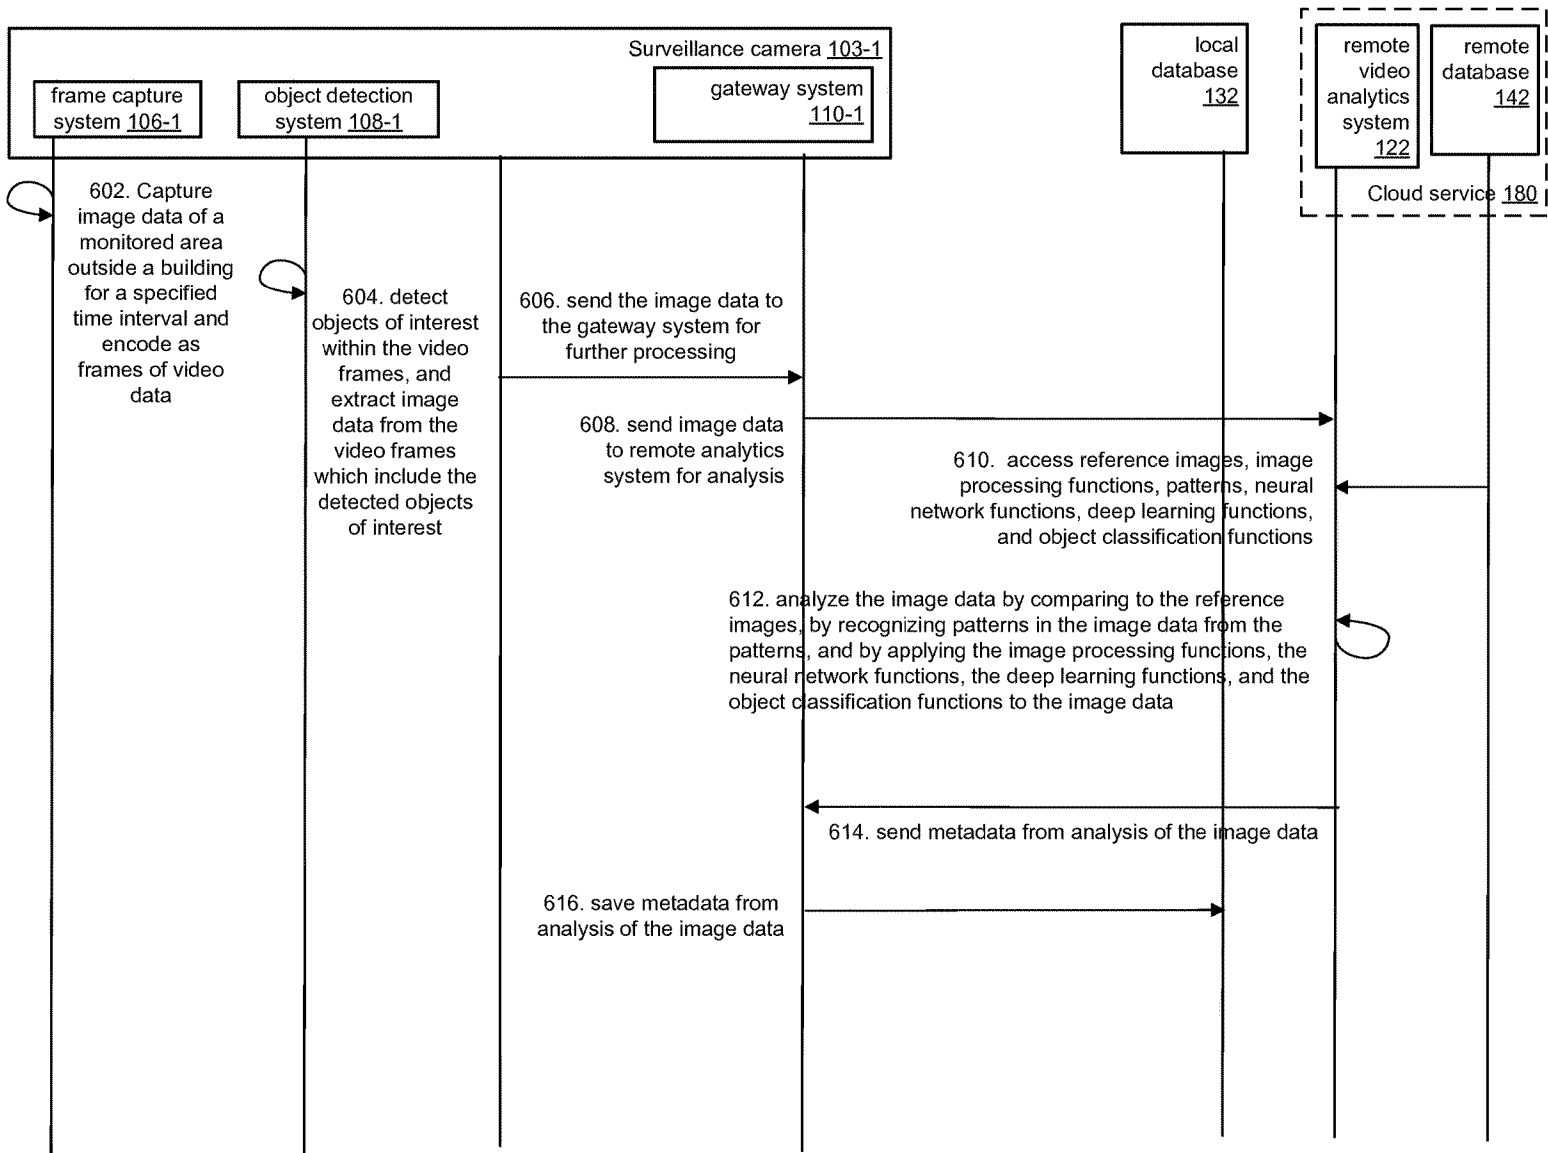 Surveillance camera 103-1
frame capture
system 106-1
object detection
system 108-1
gateway system
110-1
local
database
132
remote
video
analytics
system
122
remote
database
142
Cloud service 180
602. Capture
image data of a
monitored area
outside a building
for a specified
time interval and
encode as
frames of video
data
604. detect
objects of interest
within the video
frames, and
extract image
data from the
video frames
which include the
detected objects
of interest
606. send the image data to
the gateway system for
further processing
608. send image data
to remote analytics
system for analysis
610. access reference images, image
processing functions, patterns, neural
network functions, deep learning functions,
and object classification functions
612. analyze the image data by comparing to the reference
images, by recognizing patterns in the image data from the
patterns, and by applying the image processing functions, the
neural network functions, the deep learning functions, and the
object classification functions to the image data
614. send metadata from analysis of the image data
616. save metadata from
analysis of the image data